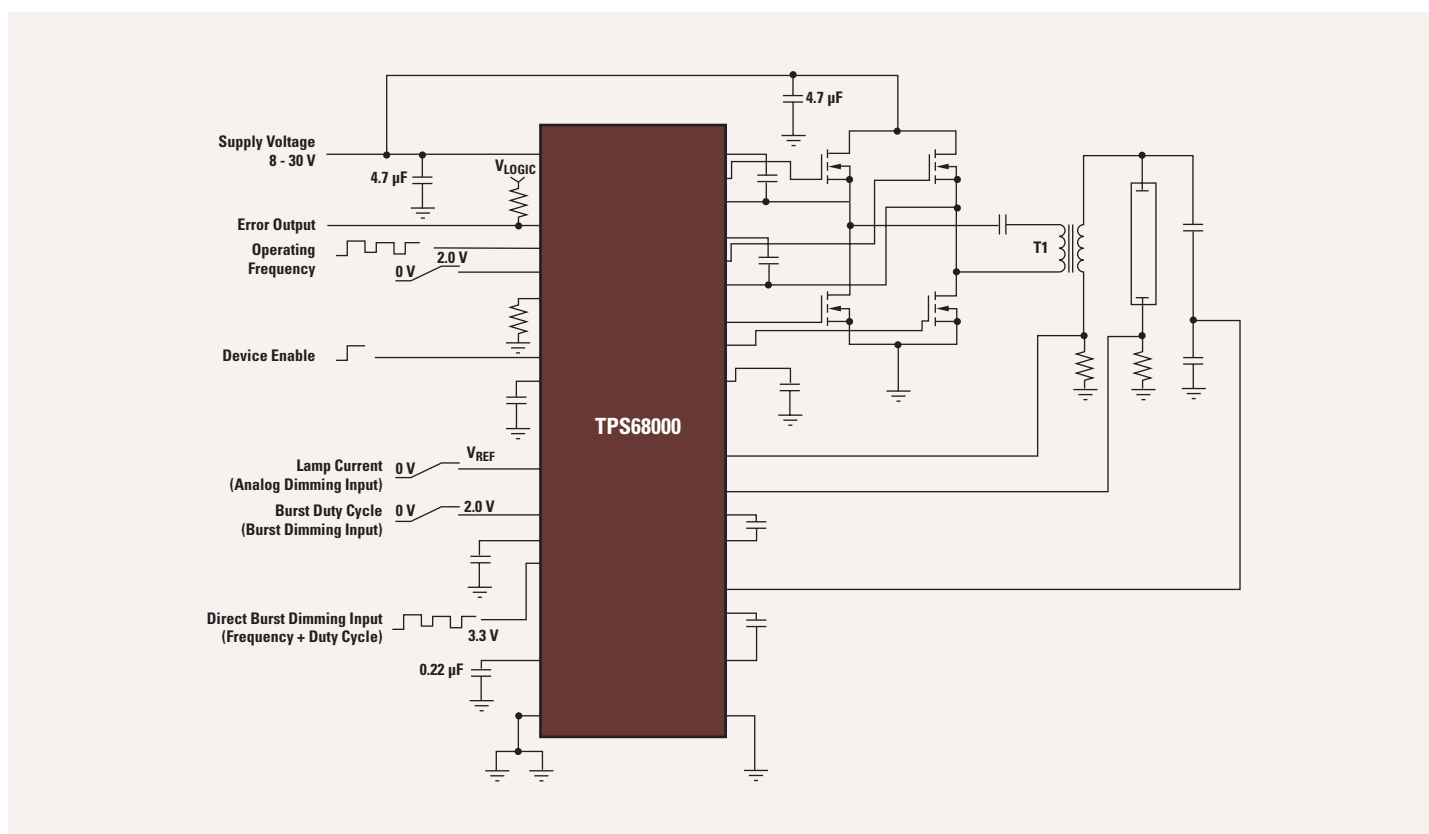 4.7 µF
Supply Voltage
8 - 30 V
4.7 µF
VLOGIC
Error Output
Operating
Frequency
0 V
2.0 V
T1
Device Enable
TPS68000
Lamp Current
(Analog Dimming Input)
0 V
VREF
Burst Duty Cycle
(Burst Dimming Input)
0 V
2.0 V
Direct Burst Dimming Input
(Frequency + Duty Cycle)
3.3 V
0.22 µF